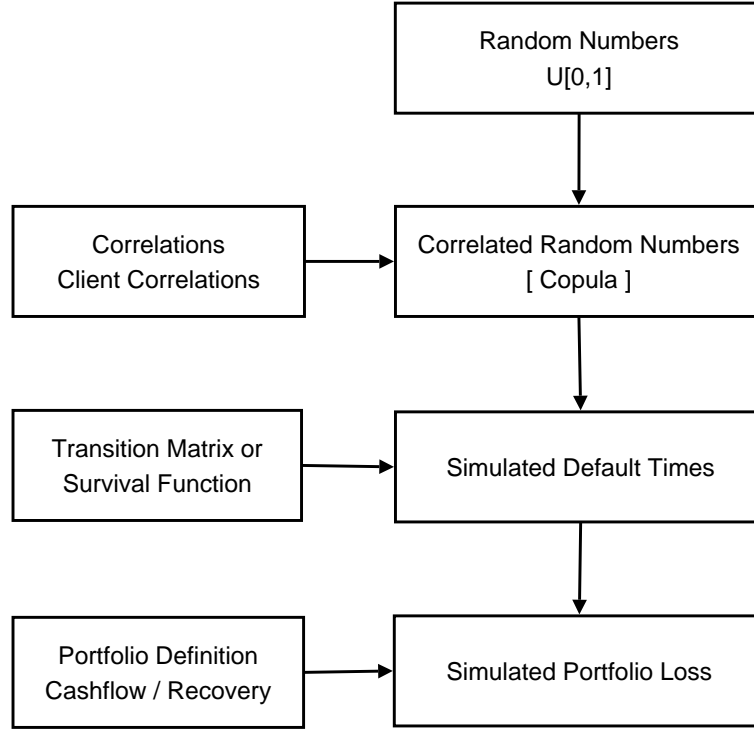 Random Numbers
U[0,1]
Correlations
Client Correlations
Correlated Random Numbers
[ Copula ]
Transition Matrix or
Survival Function
Simulated Default Times
Portfolio Definition
Cashflow / Recovery
Simulated Portfolio Loss